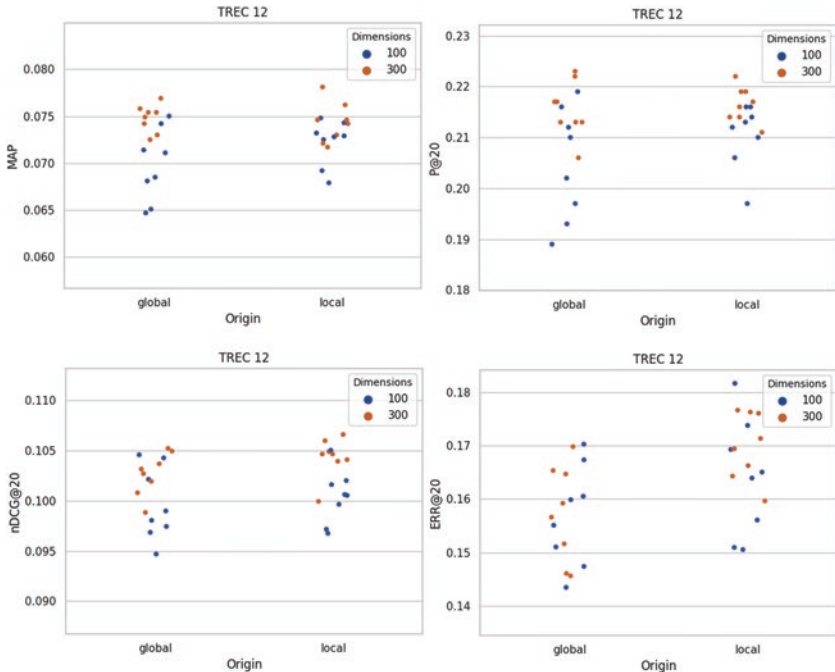 TREC 12
Dimensions
100
300
MAP
0.080
0.075
0.070
0.065
0.060
global
local
Origin
TREC 12
Dimensions
100
300
P@20
0.23
0.22
0.21
0.20
0.19
0.18
global
local
Origin
TREC 12
Dimensions
100
300
nDCG@20
0.110
0.105
0.100
0.095
0.090
global
local
Origin
TREC 12
Dimensions
100
300
ERR@20
0.18
0.17
0.16
0.15
0.14
global
local
Origin